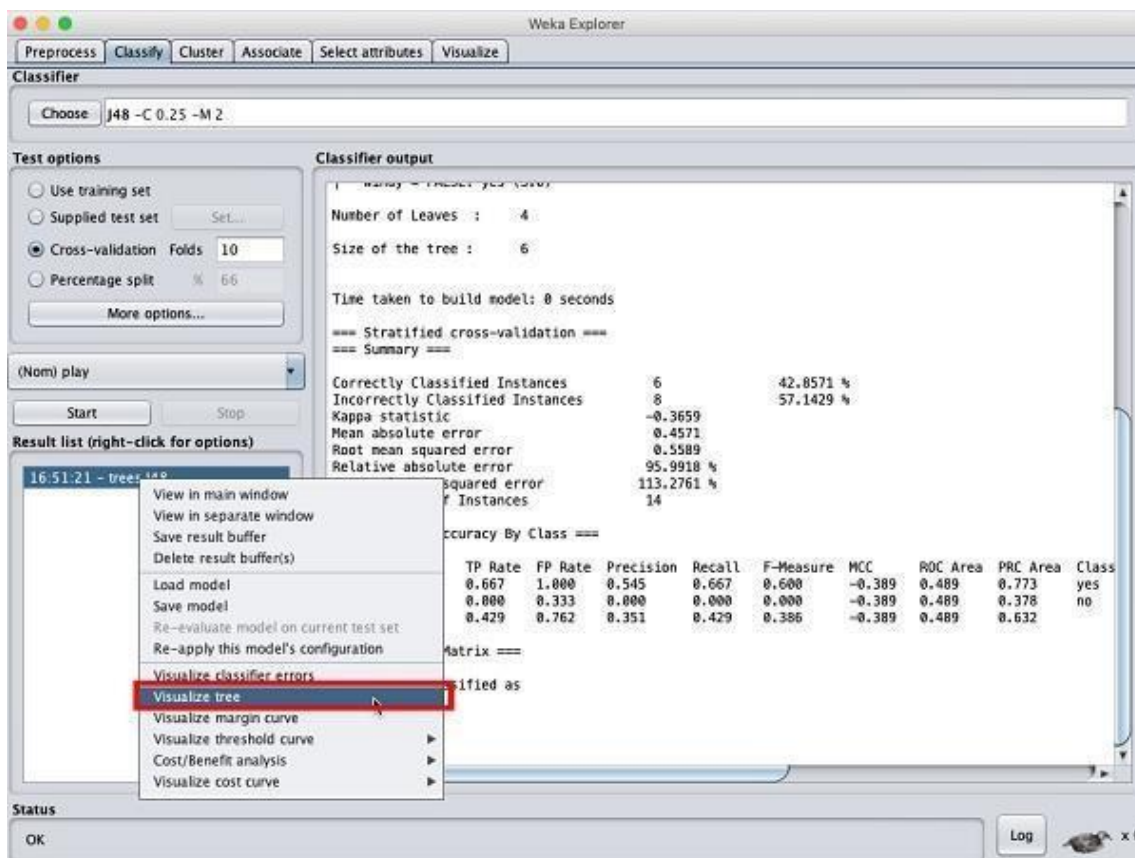 Weka Explorer
Preprocess Classify Cluster Associate Select attributes Visualize
Classifier
Choose J48 -C 0.25 -M 2
Test options
Use training set
Supplied test set Set...
Cross-validation Folds 10
Percentage split % 66
More options...
(Nom) play
Start Stop
Result list (right-click for options)
16:51:21 - trees.J48
View in main window
View in separate window
Save result buffer
Delete result buffer(s)
Load model
Save model
Re-evaluate model on current test set
Re-apply this model's configuration
Visualize classifier errors
Visualize tree
Visualize margin curve
Visualize threshold curve
Cost/Benefit analysis
Visualize cost curve
Classifier output
| windy = FALSE: yes (3.0)
Number of Leaves : 4
Size of the tree : 6
Time taken to build model: 0 seconds
=== Stratified cross-validation ===
=== Summary ===
Correctly Classified Instances 6 42.8571 %
Incorrectly Classified Instances 8 57.1429 %
Kappa statistic -0.3659
Mean absolute error 0.4571
Root mean squared error 0.5589
Relative absolute error 95.9918 %
squared error 113.2761 %
f Instances 14
ccuracy By Class ===
TP Rate FP Rate Precision Recall F-Measure MCC ROC Area PRC Area Class
0.667 1.000 0.545 0.667 0.600 -0.389 0.489 0.773 yes
0.000 0.333 0.000 0.000 0.000 -0.389 0.489 0.378 no
0.429 0.762 0.351 0.429 0.386 -0.389 0.489 0.632
Matrix ===
sified as
Status
OK
Log
x